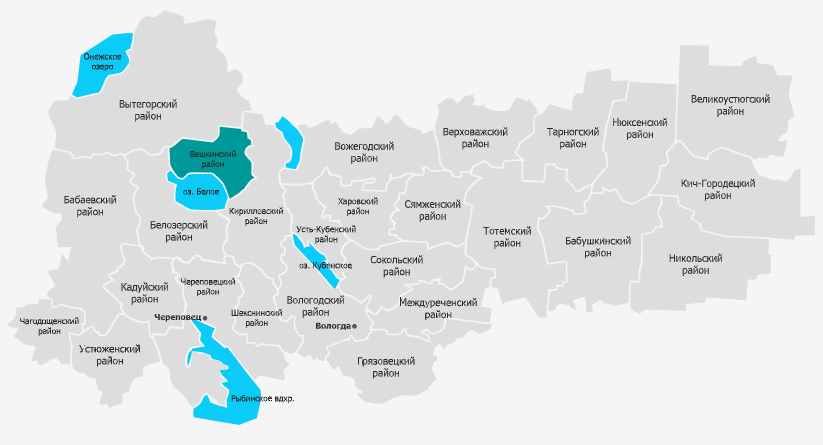 Онежское
озеро
Вытегорский
район
Вашкинский
район
оз. Белое
Вожегодский
район
Верховажский
район
Тарногский
район
Нюксенский
район
Великоустюгский
район
Бабаевский
район
Белозерский
район
Кирилловский
район
Харовский
район
Сямженский
район
Усть-Кубенский
район
Тотемский
район
Бабушкинский
район
Кич-Городецкий
район
Никольский
район
оз. Кубенское
Сокольский
район
Кадуйский
район
Череповецкий
район
Вологодский
район
Междуреченский
район
Шекснинский
район
Череповец
Вологда
Чагодощенский
район
Устюженский
район
Грязовецкий
район
Рыбинское вдхр.